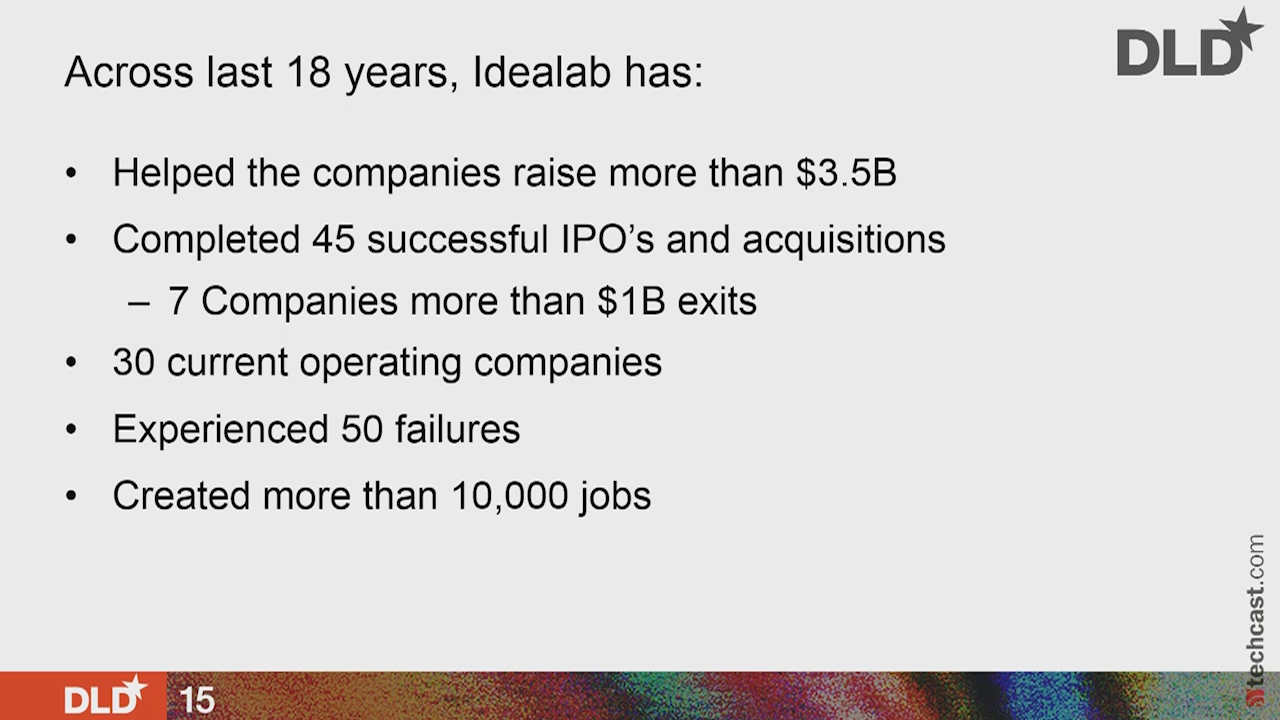 DLD
Across last 18 years, Idealab has:
• Helped the companies raise more than $3.5B
• Completed 45 successful IPO’s and acquisitions
– 7 Companies more than $1B exits
• 30 current operating companies
• Experienced 50 failures
• Created more than 10,000 jobs
techcast.com
DLD 15